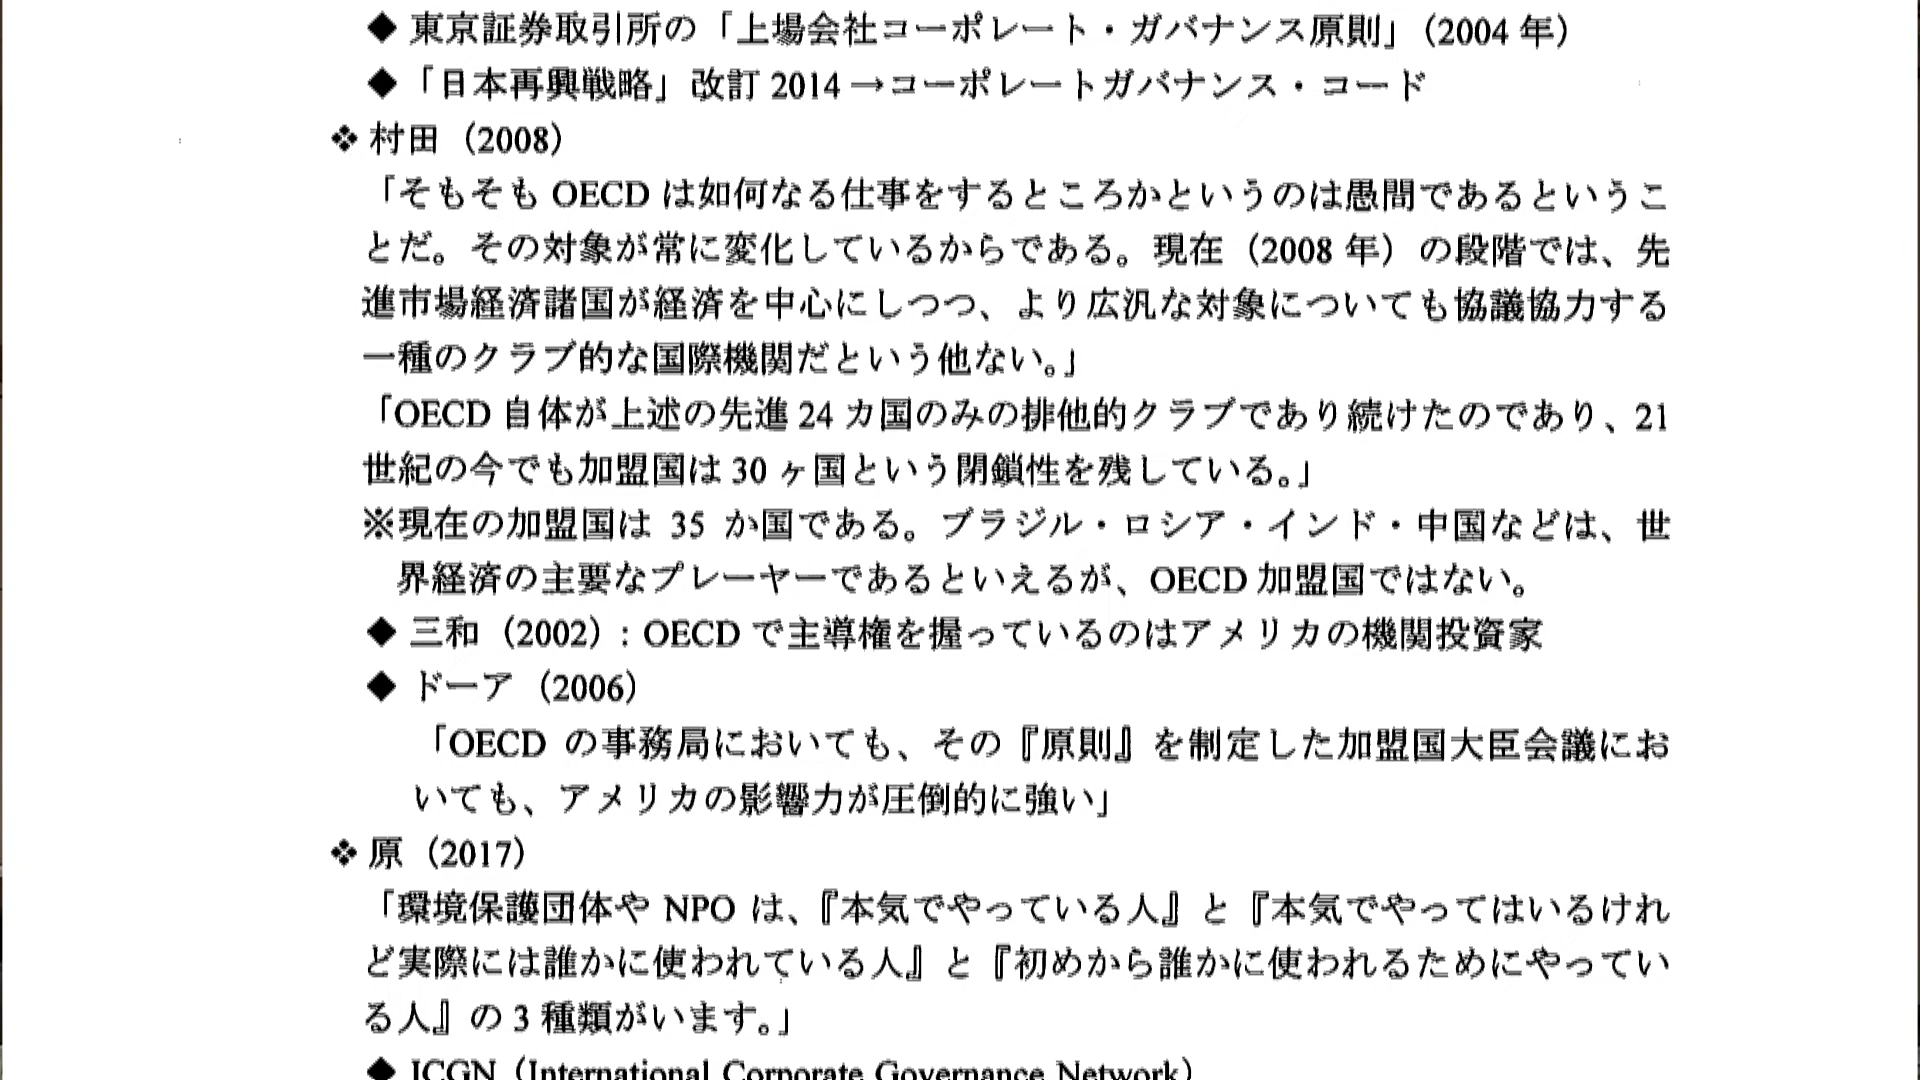 ◆ 東京証券取引所の「上場会社コーポレート・ガバナンス原則」（2004 年）
◆「日本再興戦略」改訂 2014→コーポレートガバナンス・コード
❖ 村田（2008）
「そもそも OECD は如何なる仕事をするところかというのは愚問であるというこ
とだ。その対象が常に変化しているからである。現在（2008 年）の段階では、先
進市場経済諸国が経済を中心にしつつ、より広汎な対象についても協議協力する
一種のクラブ的な国際機関だという他ない。」
「OECD 自体が上述の先進 24 カ国のみの排他的クラブであり続けたのであり、21
世紀の今でも加盟国は 30 ヶ国という閉鎖性を残している。」
※現在の加盟国は 35 か国である。ブラジル・ロシア・インド・中国などは、世
界経済の主要なプレーヤーであるといえるが、OECD 加盟国ではない。
◆ 三和（2002）: OECD で主導権を握っているのはアメリカの機関投資家
◆ ドーア（2006）
「OECD の事務局においても、その『原則』を制定した加盟国大臣会議にお
いても、アメリカの影響力が圧倒的に強い」
❖ 原（2017）
「環境保護団体や NPO は、『本気でやっている人』と『本気でやってはいるけれ
ど実際には誰かに使われている人』と『初めから誰かに使われるためにやってい
る人』の 3 種類がいます。」
◆ ICGN（International Corporate Governance Network）